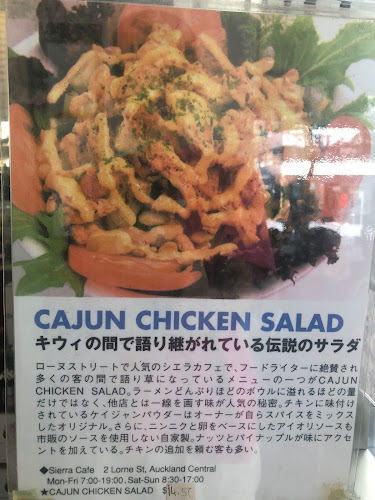 CAJUN CHICKEN SALAD
キウィの間で語り継がれている伝説のサラダ
ローヌストリートで人気のシエラカフェで、フードライターに絶賛され
多くの客の間で語り草になっているメニューの一つがCAJUN
CHICKEN SALAD。ラーメンどんぶりほどのボウルに溢れるほどの量
だけではなく、他店とは一線を画す味が人気の秘密。チキンに味付け
されているケイジャンパウダーはオーナーが自らスパイスをミックス
したオリジナル。さらに、ニンニクと卵をベースにしたアイオリソースも
市販のソースを使用しない自家製。ナッツとパイナップルが味にアクセ
ントを加えている。チキンの追加を頼む客も多い。
◆Sierra Cafe 2 Lorne St, Auckland Central
Mon-Fri 7:00-19:00, Sat-Sun 8:30-17:00
★CAJUN CHICKEN SALAD $14.50